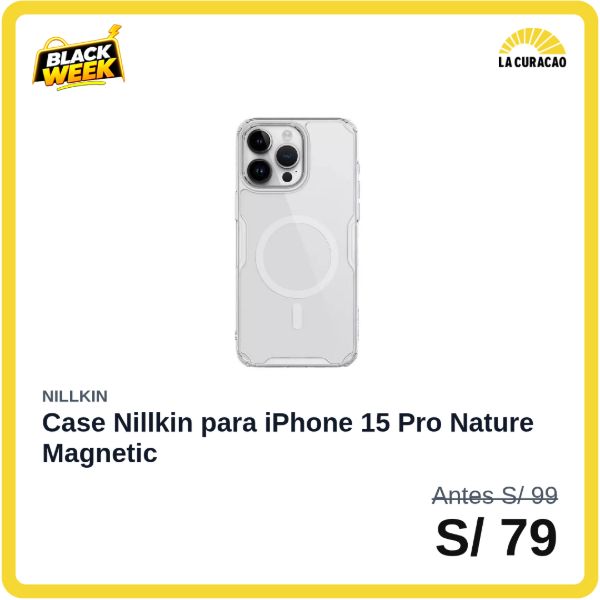 BLACK
WEEK
LA CURACAO
NILLKIN
Case Nillkin para iPhone 15 Pro Nature
Magnetic
Antes S/ 99
S/ 79